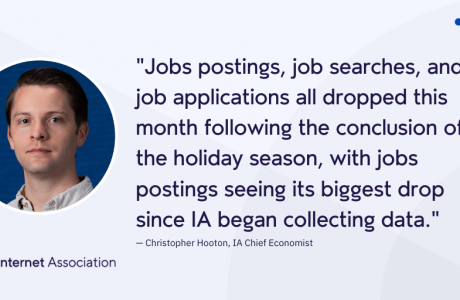 "Jobs postings, job searches, and
job applications all dropped this
month following the conclusion of
the holiday season, with jobs
postings seeing its biggest drop
since IA began collecting data."
— Christopher Hooton, IA Chief Economist
Internet Association